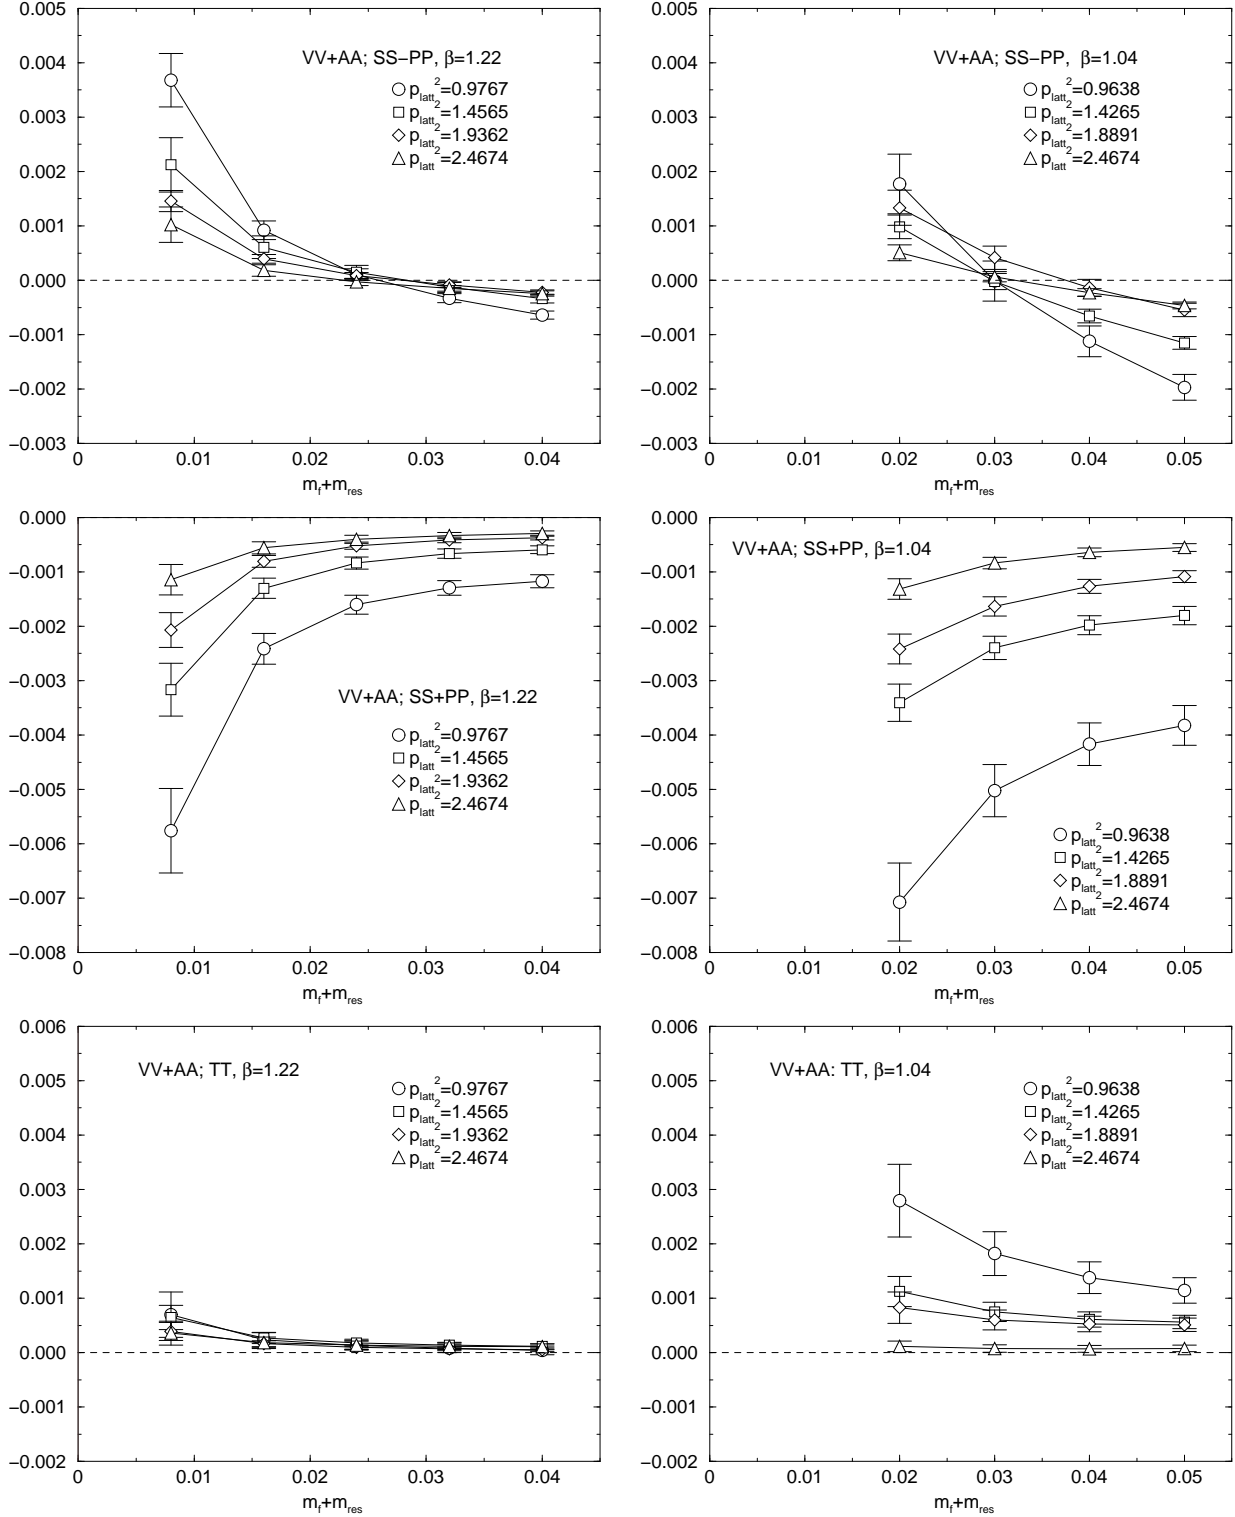 0.005
0.004
0.003
0.002
0.001
0.000
−0.001
−0.002
−0.003
VV+AA; SS−PP, β=1.22
p_latt^2=0.9767
p_latt^2=1.4565
p_latt^2=1.9362
p_latt^2=2.4674
0 0.01 0.02 0.03 0.04
m_f+m_res
0.005
0.004
0.003
0.002
0.001
0.000
−0.001
−0.002
−0.003
VV+AA; SS−PP, β=1.04
p_latt^2=0.9638
p_latt^2=1.4265
p_latt^2=1.8891
p_latt^2=2.4674
0 0.01 0.02 0.03 0.04 0.05
m_f+m_res
0.000
−0.001
−0.002
−0.003
−0.004
−0.005
−0.006
−0.007
−0.008
VV+AA; SS+PP, β=1.22
p_latt^2=0.9767
p_latt^2=1.4565
p_latt^2=1.9362
p_latt^2=2.4674
0 0.01 0.02 0.03 0.04
m_f+m_res
0.000
−0.001
−0.002
−0.003
−0.004
−0.005
−0.006
−0.007
−0.008
VV+AA; SS+PP, β=1.04
p_latt^2=0.9638
p_latt^2=1.4265
p_latt^2=1.8891
p_latt^2=2.4674
0 0.01 0.02 0.03 0.04 0.05
m_f+m_res
0.006
0.005
0.004
0.003
0.002
0.001
0.000
−0.001
−0.002
VV+AA; TT, β=1.22
p_latt^2=0.9767
p_latt^2=1.4565
p_latt^2=1.9362
p_latt^2=2.4674
0 0.01 0.02 0.03 0.04
m_f+m_res
0.006
0.005
0.004
0.003
0.002
0.001
0.000
−0.001
−0.002
VV+AA: TT, β=1.04
p_latt^2=0.9638
p_latt^2=1.4265
p_latt^2=1.8891
p_latt^2=2.4674
0 0.01 0.02 0.03 0.04 0.05
m_f+m_res